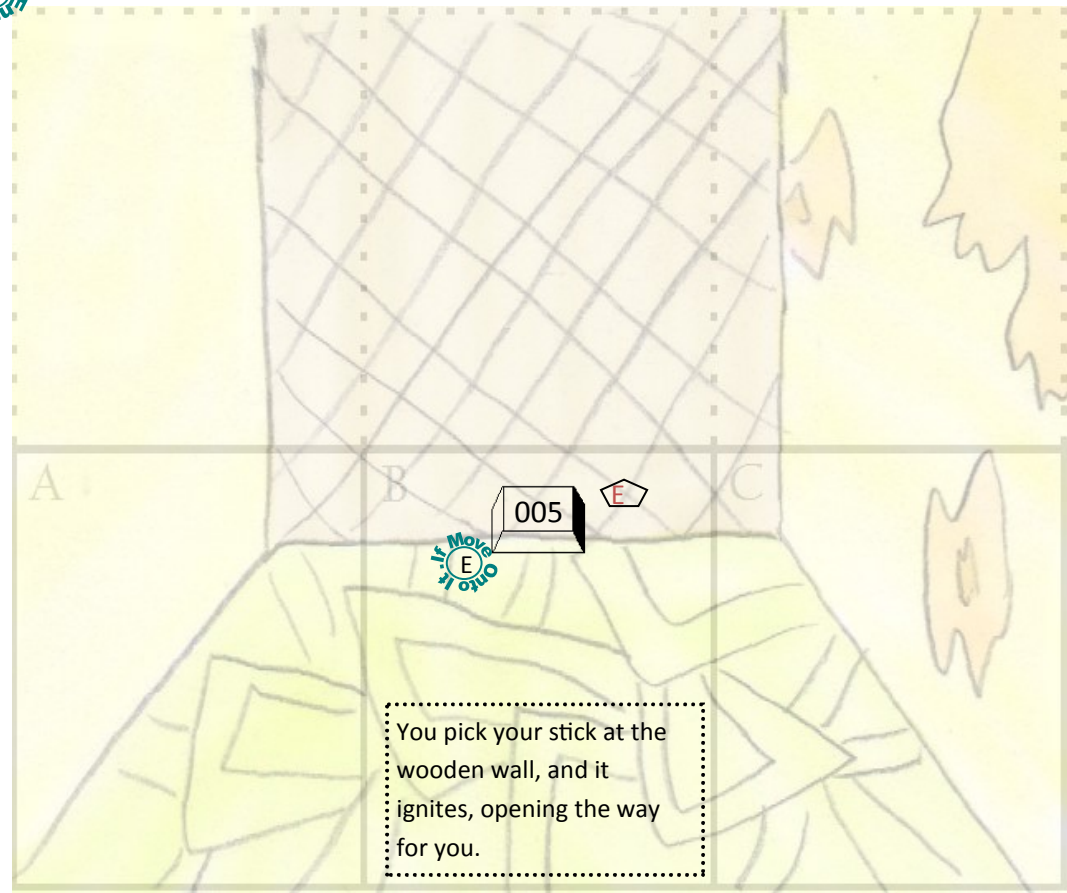 A
B
C
005
E
If Move Onto It.
E
You pick your stick at the
wooden wall, and it
ignites, opening the way
for you.